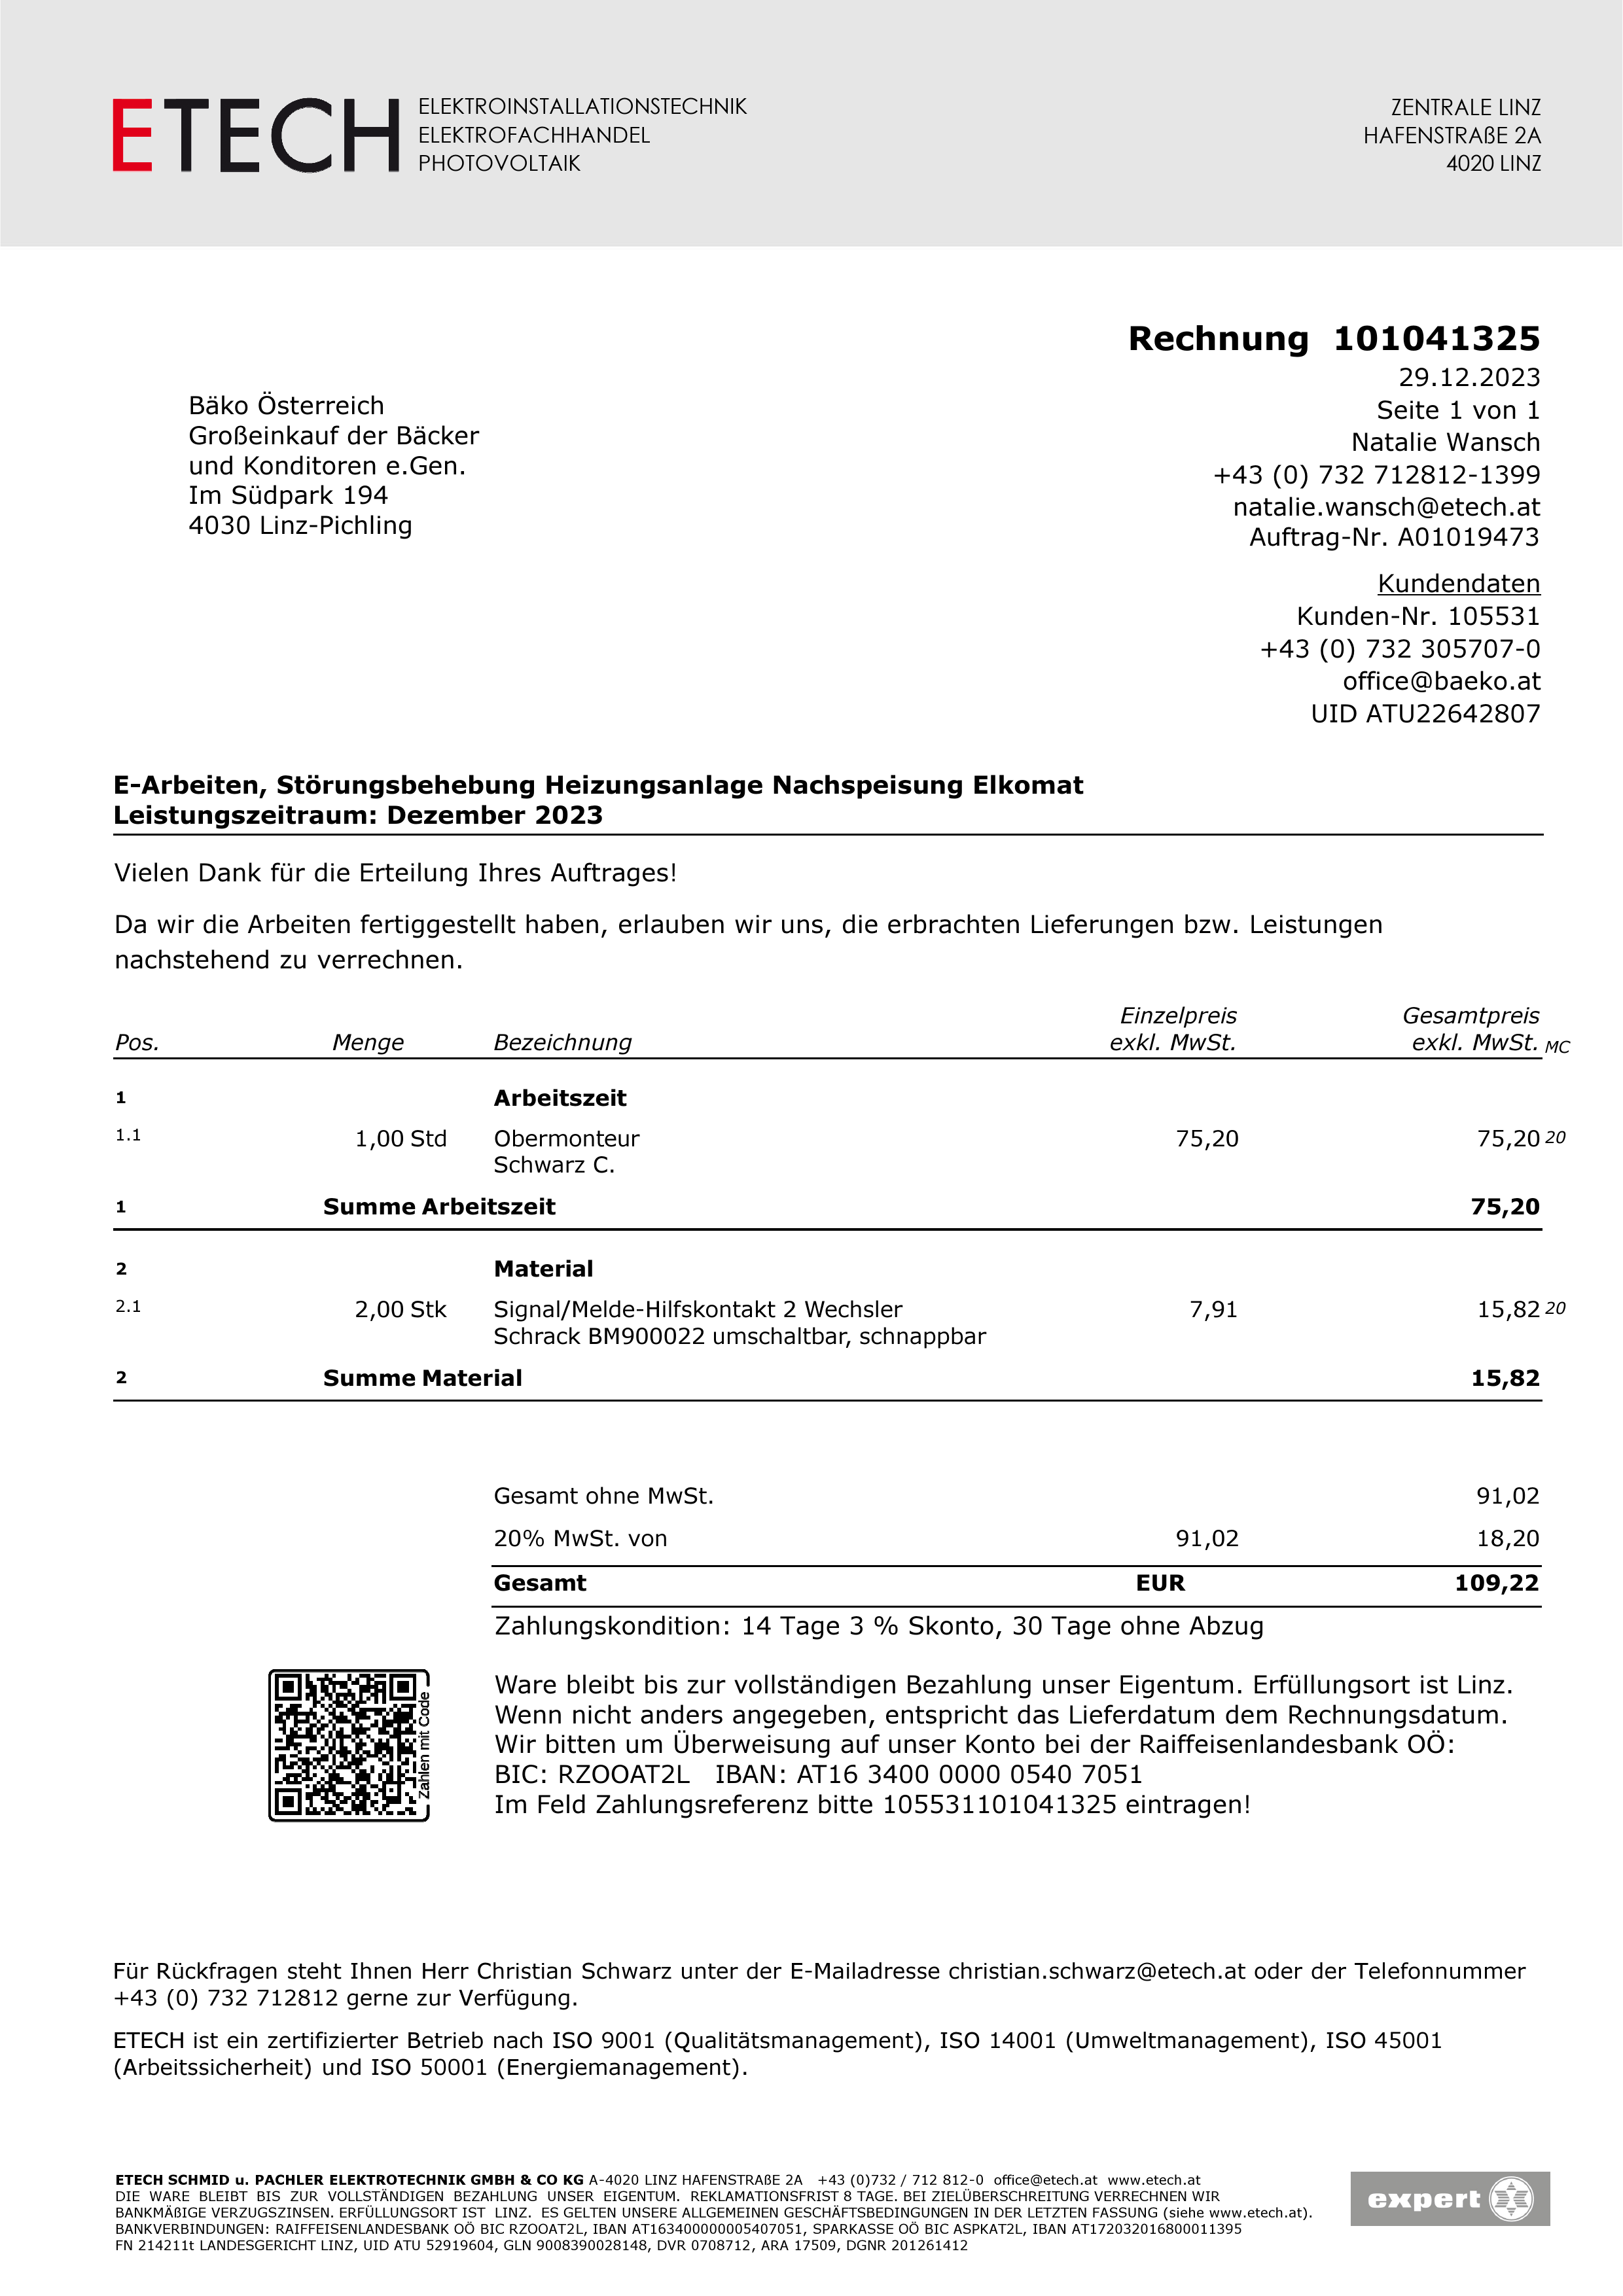 ETECH
ELEKTROINSTALLATIONSTECHNIK
ELEKTROFACHHANDEL
PHOTOVOLTAIK
ZENTRALE LINZ
HAFENSTRAßE 2A
4020 LINZ
Rechnung 101041325
29.12.2023
Seite 1 von 1
Natalie Wansch
+43 (0) 732 712812-1399
natalie.wansch@etech.at
Auftrag-Nr. A01019473
Bäko Österreich
Großeinkauf der Bäcker
und Konditoren e.Gen.
Im Südpark 194
4030 Linz-Pichling
Kundendaten
Kunden-Nr. 105531
+43 (0) 732 305707-0
office@baeko.at
UID ATU22642807
E-Arbeiten, Störungsbehebung Heizungsanlage Nachspeisung Elkomat
Leistungszeitraum: Dezember 2023
Vielen Dank für die Erteilung Ihres Auftrages!
Da wir die Arbeiten fertiggestellt haben, erlauben wir uns, die erbrachten Lieferungen bzw. Leistungen
nachstehend zu verrechnen.
Einzelpreis Gesamtpreis
Pos. Menge Bezeichnung exkl. MwSt. exkl. MwSt. MC
1 Arbeitszeit
1.1 1,00 Std Obermonteur 75,20 75,20 20
Schwarz C.
1 Summe Arbeitszeit 75,20
2 Material
2.1 2,00 Stk Signal/Melde-Hilfskontakt 2 Wechsler 7,91 15,82 20
Schrack BM900022 umschaltbar, schnappbar
2 Summe Material 15,82
Gesamt ohne MwSt. 91,02
20% MwSt. von 91,02 18,20
Gesamt EUR 109,22
Zahlungskondition: 14 Tage 3 % Skonto, 30 Tage ohne Abzug
Zahlen mit Code
Ware bleibt bis zur vollständigen Bezahlung unser Eigentum. Erfüllungsort ist Linz.
Wenn nicht anders angegeben, entspricht das Lieferdatum dem Rechnungsdatum.
Wir bitten um Überweisung auf unser Konto bei der Raiffeisenlandesbank OÖ:
BIC: RZOOAT2L IBAN: AT16 3400 0000 0540 7051
Im Feld Zahlungsreferenz bitte 105531101041325 eintragen!
Für Rückfragen steht Ihnen Herr Christian Schwarz unter der E-Mailadresse christian.schwarz@etech.at oder der Telefonnummer
+43 (0) 732 712812 gerne zur Verfügung.
ETECH ist ein zertifizierter Betrieb nach ISO 9001 (Qualitätsmanagement), ISO 14001 (Umweltmanagement), ISO 45001
(Arbeitssicherheit) und ISO 50001 (Energiemanagement).
ETECH SCHMID u. PACHLER ELEKTROTECHNIK GMBH & CO KG A-4020 LINZ HAFENSTRAßE 2A +43 (0)732 / 712 812-0 office@etech.at www.etech.at
DIE WARE BLEIBT BIS ZUR VOLLSTÄNDIGEN BEZAHLUNG UNSER EIGENTUM. REKLAMATIONSFRIST 8 TAGE. BEI ZIELÜBERSCHREITUNG VERRECHNEN WIR
BANKMÄßIGE VERZUGSZINSEN. ERFÜLLUNGSORT IST LINZ. ES GELTEN UNSERE ALLGEMEINEN GESCHÄFTSBEDINGUNGEN IN DER LETZTEN FASSUNG (siehe www.etech.at).
BANKVERBINDUNGEN: RAIFFEISENLANDESBANK OÖ BIC RZOOAT2L, IBAN AT163400000005407051, SPARKASSE OÖ BIC ASPKAT2L, IBAN AT172032016800011395
FN 214211t LANDESGERICHT LINZ, UID ATU 52919604, GLN 9008390028148, DVR 0708712, ARA 17509, DGNR 201261412
expert